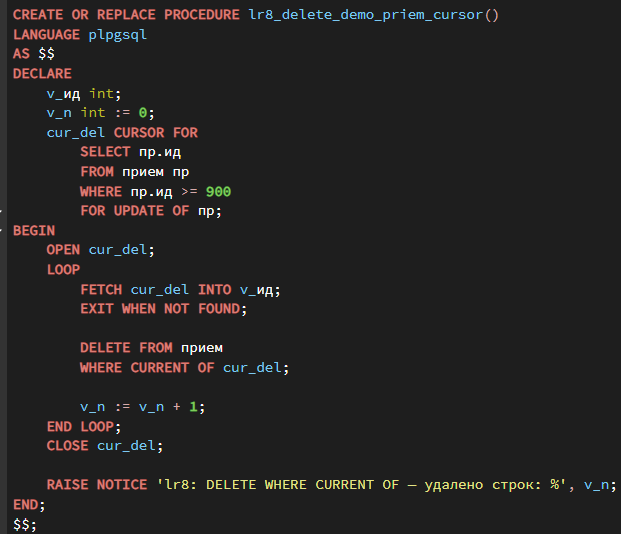 CREATE OR REPLACE PROCEDURE lr8_delete_demo_priem_cursor()
LANGUAGE plpgsql
AS $$
DECLARE
    v_ид int;
    v_n int := 0;
    cur_del CURSOR FOR
        SELECT пр.ид
        FROM прием пр
        WHERE пр.ид >= 900
        FOR UPDATE OF пр;
BEGIN
    OPEN cur_del;
    LOOP
        FETCH cur_del INTO v_ид;
        EXIT WHEN NOT FOUND;

        DELETE FROM прием
        WHERE CURRENT OF cur_del;

        v_n := v_n + 1;
    END LOOP;
    CLOSE cur_del;

    RAISE NOTICE 'lr8: DELETE WHERE CURRENT OF — удалено строк: %', v_n;
END;
$$;